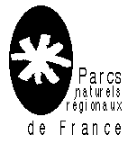 Parcs
naturels
régionaux
de France